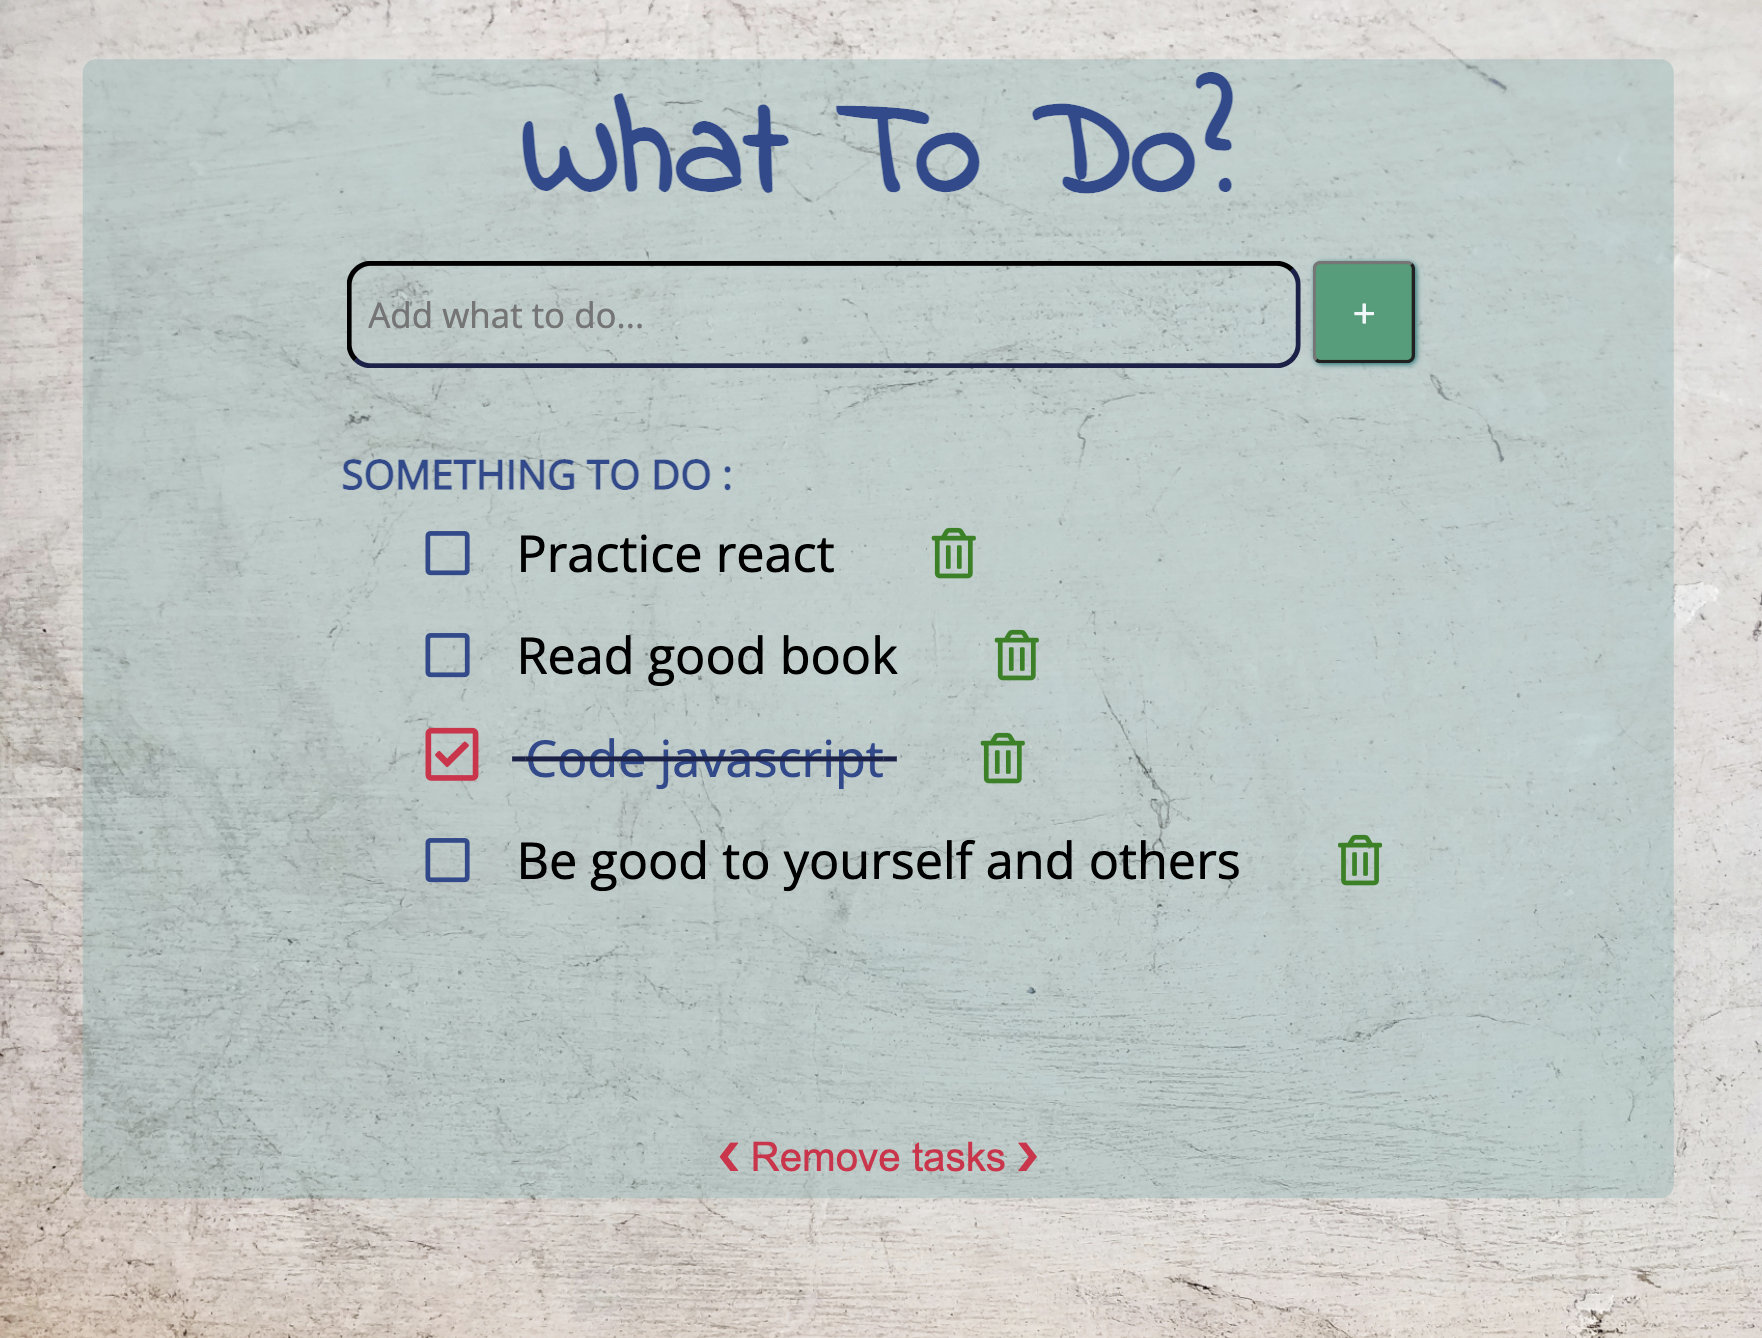 What To Do?
Add what to do...
+
SOMETHING TO DO :
Practice react
Read good book
Code javascript
Be good to yourself and others
❮ Remove tasks ❯